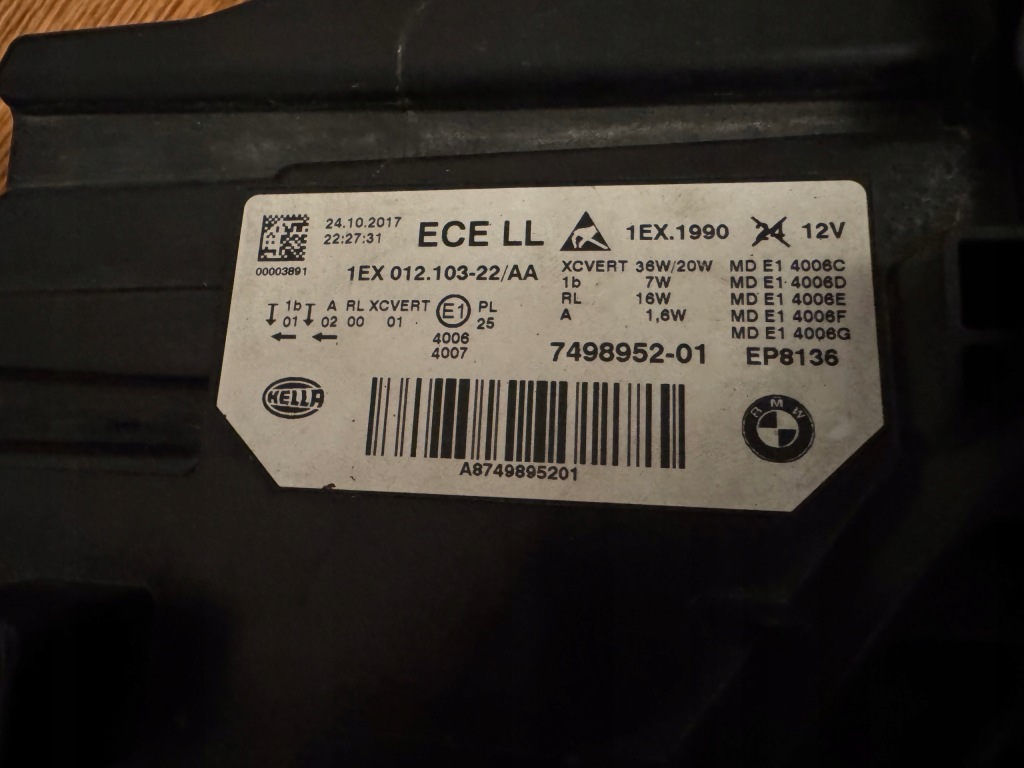 24.10.2017
22:27:31
00003891
ECE LL
1EX.1990
24 12V
1EX 012.103-22/AA
XCVERT 36W/20W
1b 7W
RL 16W
A 1,6W
MD E1 4006C
MD E1 4006D
MD E1 4006E
MD E1 4006F
MD E1 4006G
1b A RL XCVERT
01 02 00 01
E1
4006
4007
PL
25
7498952-01
EP8136
HELLA
A8749895201
BMW